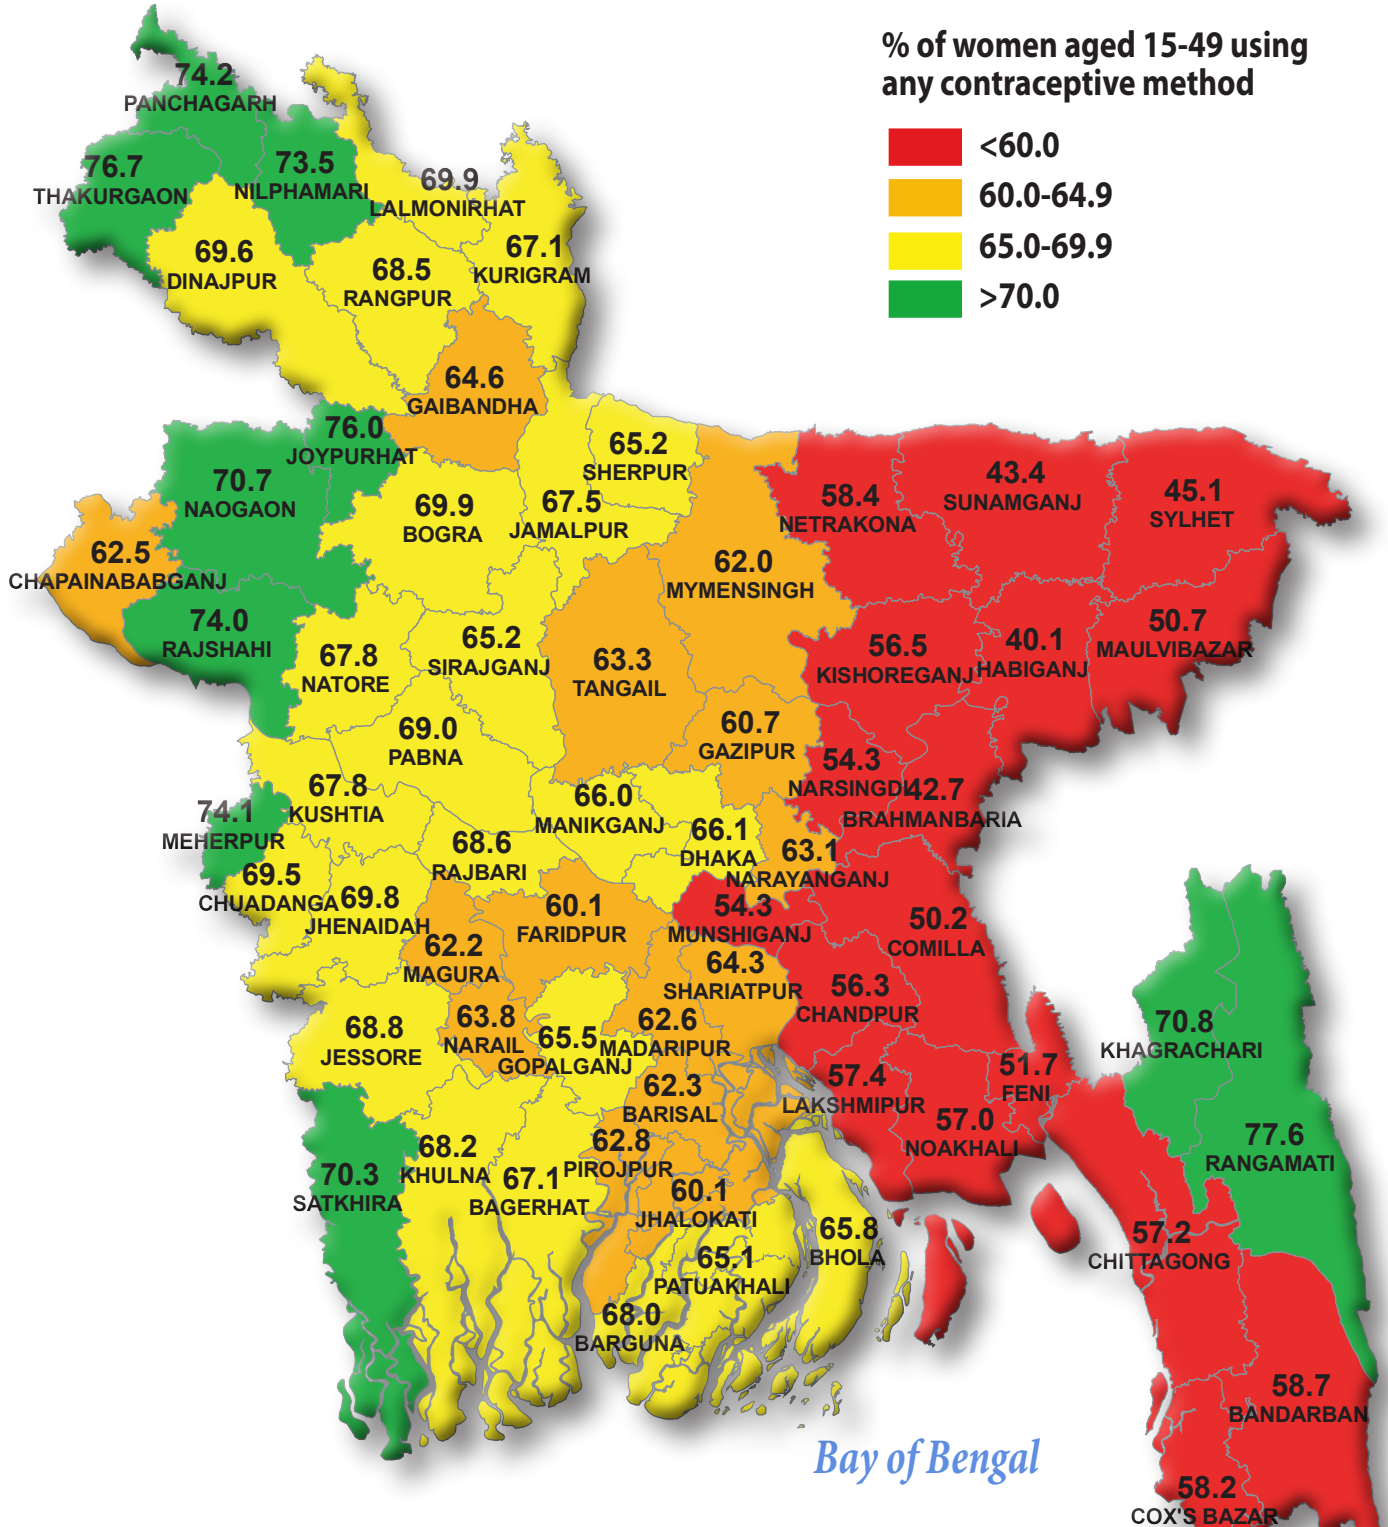 % of women aged 15-49 using
any contraceptive method
<60.0
60.0-64.9
65.0-69.9
>70.0
74.2
PANCHAGARH
76.7
THAKURGAON
73.5
NILPHAMARI
69.9
LALMONIRHAT
69.6
DINAJPUR
68.5
RANGPUR
67.1
KURIGRAM
64.6
GAIBANDHA
76.0
JOYPURHAT
70.7
NAOGAON
69.9
BOGRA
67.5
JAMALPUR
65.2
SHERPUR
58.4
NETRAKONA
43.4
SUNAMGANJ
45.1
SYLHET
62.5
CHAPAINABABGANJ
62.0
MYMENSINGH
74.0
RAJSHAHI
67.8
NATORE
65.2
SIRAJGANJ
63.3
TANGAIL
56.5
KISHOREGANJ
40.1
HABIGANJ
50.7
MAULVIBAZAR
69.0
PABNA
60.7
GAZIPUR
54.3
NARSINGDI
42.7
BRAHMANBARIA
67.8
KUSHTIA
74.1
MEHERPUR
66.0
MANIKGANJ
66.1
DHAKA
63.1
NARAYANGANJ
68.6
RAJBARI
69.5
CHUADANGA
69.8
JHENAIDAH
60.1
FARIDPUR
54.3
MUNSHIGANJ
50.2
COMILLA
62.2
MAGURA
64.3
SHARIATPUR
56.3
CHANDPUR
68.8
JESSORE
63.8
NARAIL
65.5
GOPALGANJ
62.6
MADARIPUR
70.8
KHAGRACHARI
51.7
FENI
57.4
LAKSHMIPUR
62.3
BARISAL
57.0
NOAKHALI
77.6
RANGAMATI
70.3
SATKHIRA
68.2
KHULNA
67.1
BAGERHAT
62.8
PIROJPUR
60.1
JHALOKATI
65.8
BHOLA
57.2
CHITTAGONG
65.1
PATUAKHALI
68.0
BARGUNA
58.7
BANDARBAN
Bay of Bengal
58.2
COX'S BAZAR